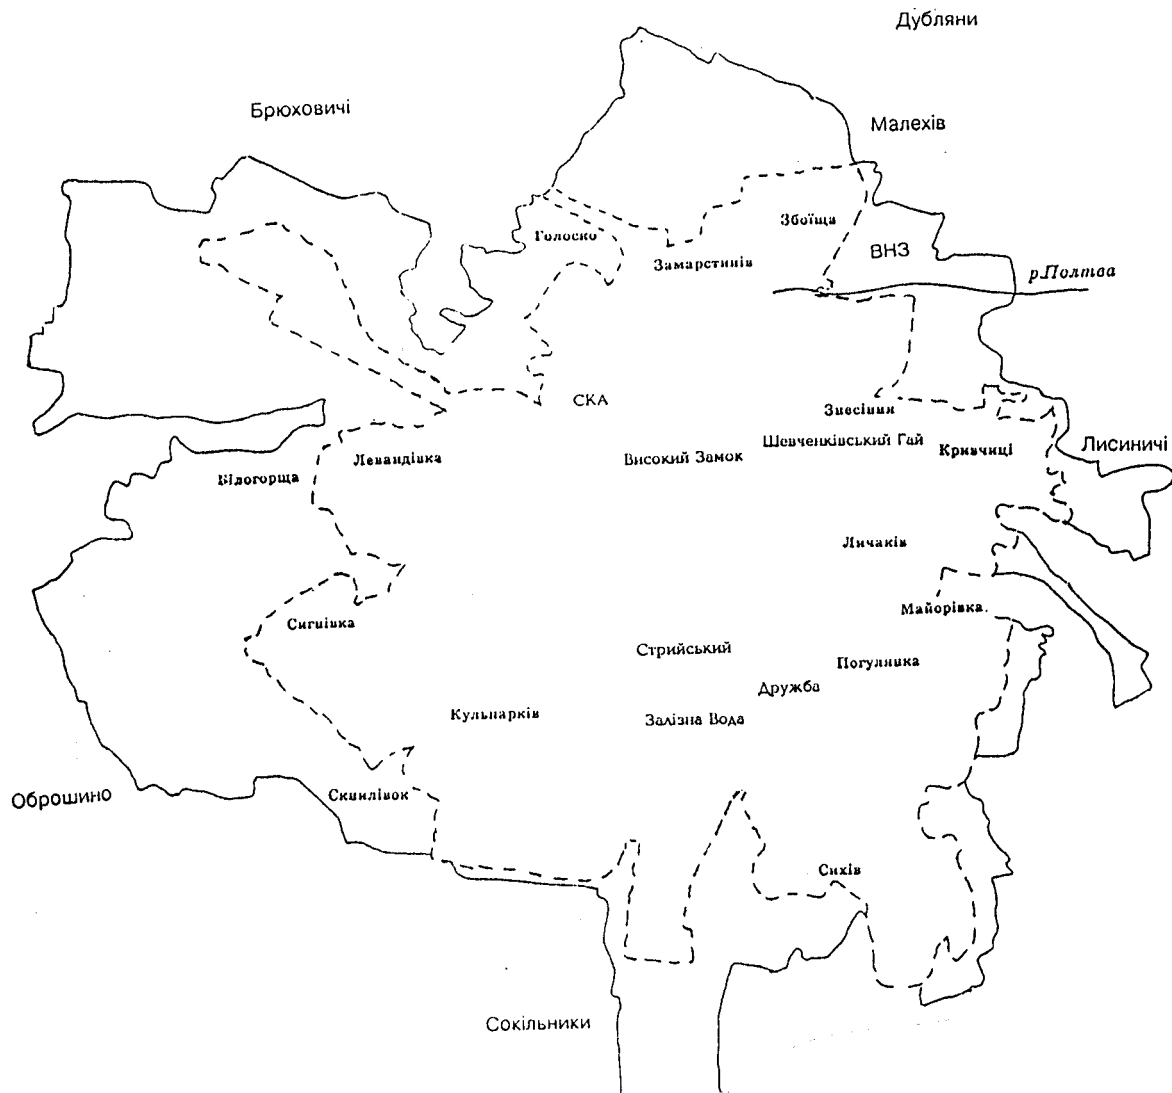 Дубляни
Брюховичі
Малехів
Збоїща
Голоско
ВНЗ
Замарстинів
р.Полтва
СКА
Знесіння
Шевченківський Гай
Лисиничі
Кривчиці
Левандівка
Високий Замок
Білогорща
Личаків
Майорівка.
Сигнівка
Стрийський
Погулянка
Дружба
Кульпарків
Залізна Вода
Оброшино
Скнилівок
Сихів
Сокільники